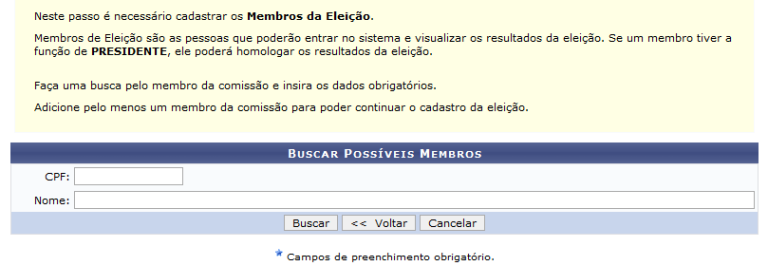 Neste passo é necessário cadastrar os Membros da Eleição.
Membros de Eleição são as pessoas que poderão entrar no sistema e visualizar os resultados da eleição. Se um membro tiver a
função de PRESIDENTE, ele poderá homologar os resultados da eleição.
Faça uma busca pelo membro da comissão e insira os dados obrigatórios.
Adicione pelo menos um membro da comissão para poder continuar o cadastro da eleição.
Buscar Possíveis Membros
CPF:
Nome:
Buscar << Voltar Cancelar
Campos de preenchimento obrigatório.